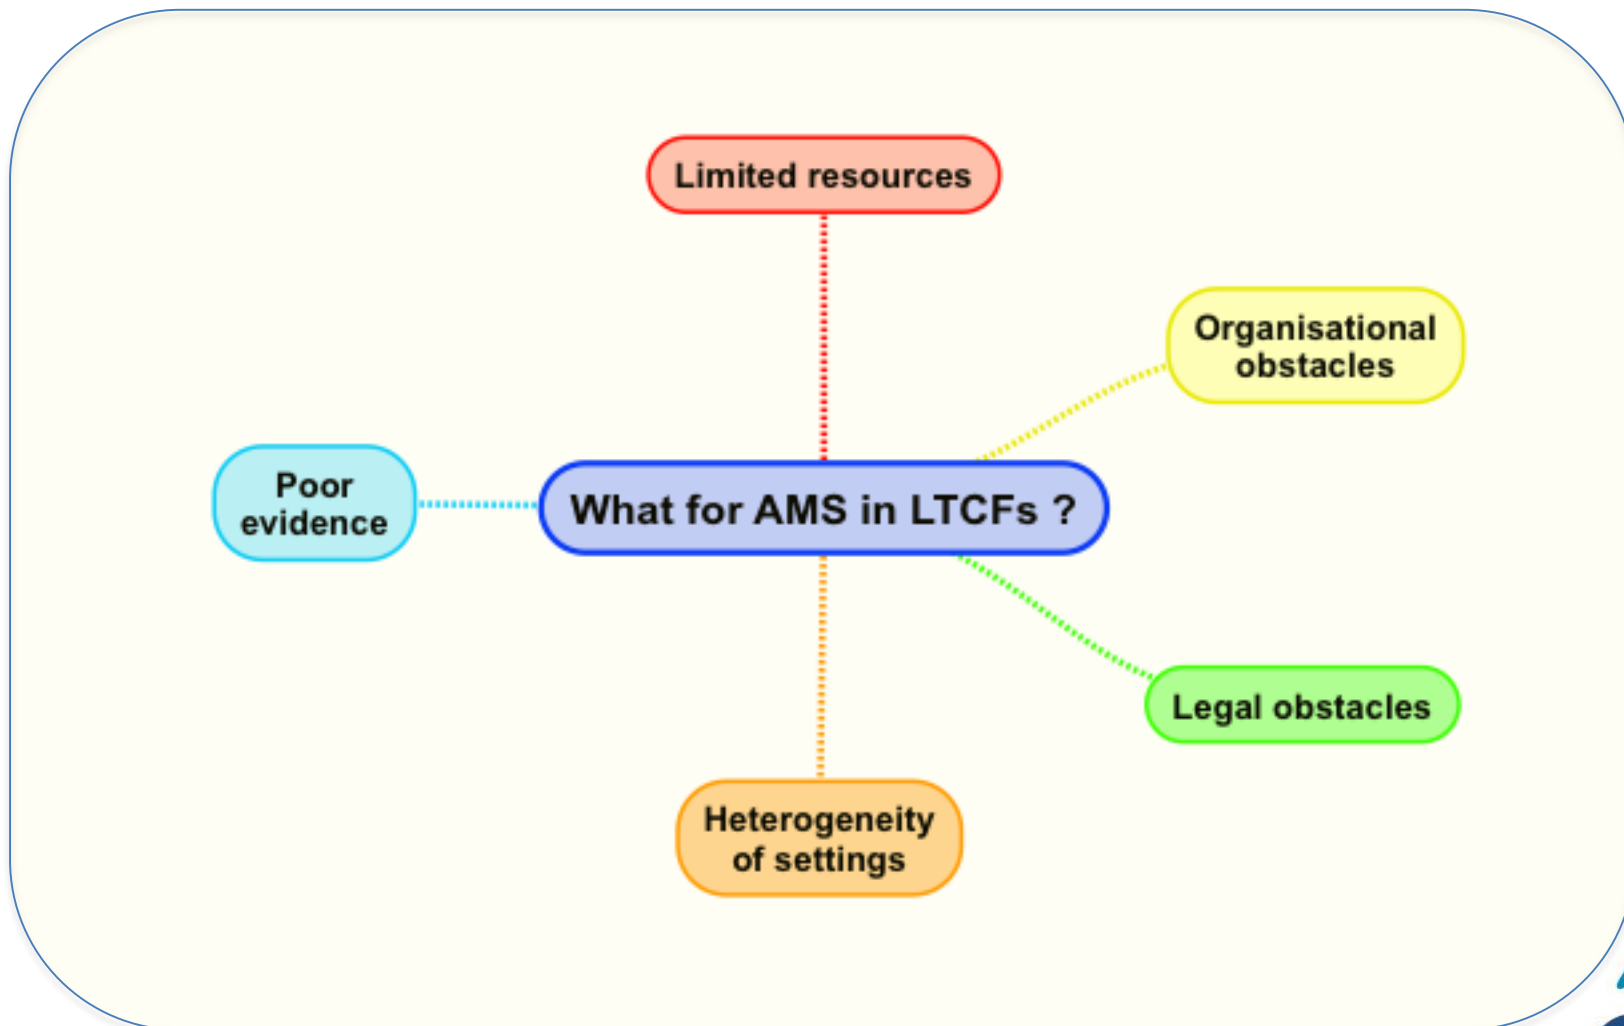 Limited resources
Organisational
obstacles
Poor
evidence
What for AMS in LTCFs ?
Legal obstacles
Heterogeneity
of settings